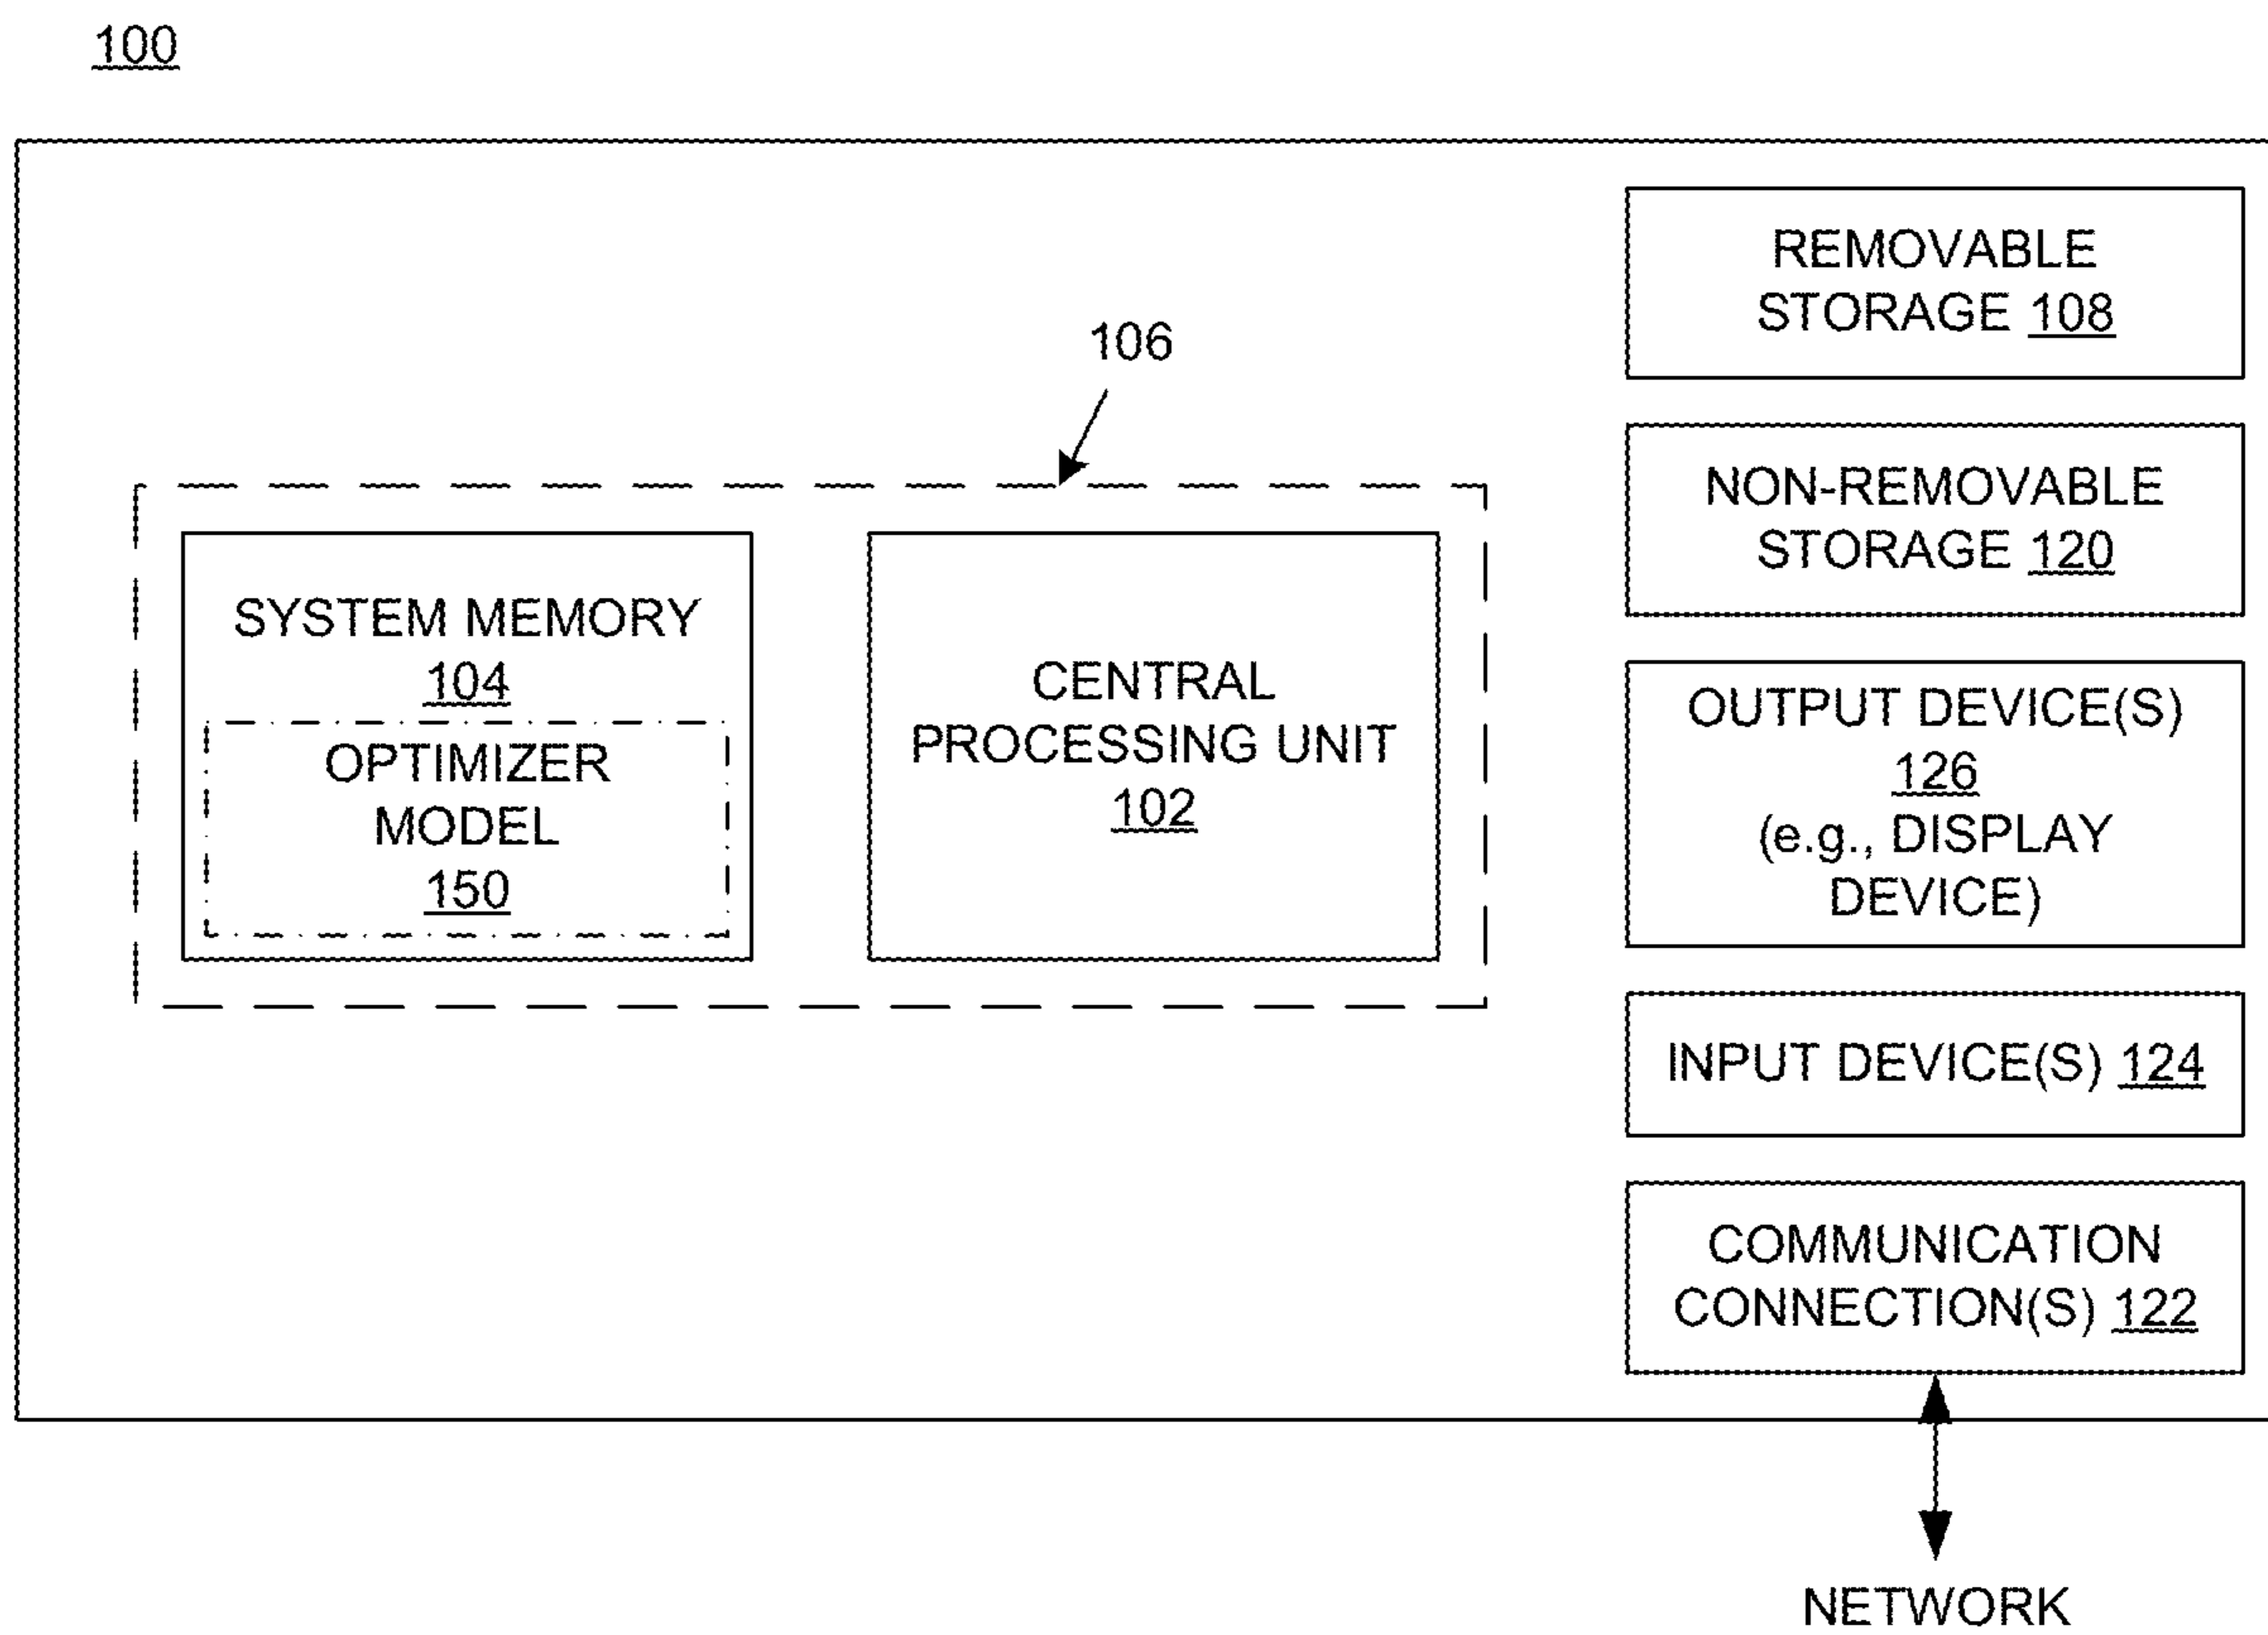 100
106
SYSTEM MEMORY
104
OPTIMIZER
MODEL
150
CENTRAL
PROCESSING UNIT
102
REMOVABLE
STORAGE 108
NON-REMOVABLE
STORAGE 120
OUTPUT DEVICE(S)
126
(e.g., DISPLAY
DEVICE)
INPUT DEVICE(S) 124
COMMUNICATION
CONNECTION(S) 122
NETWORK